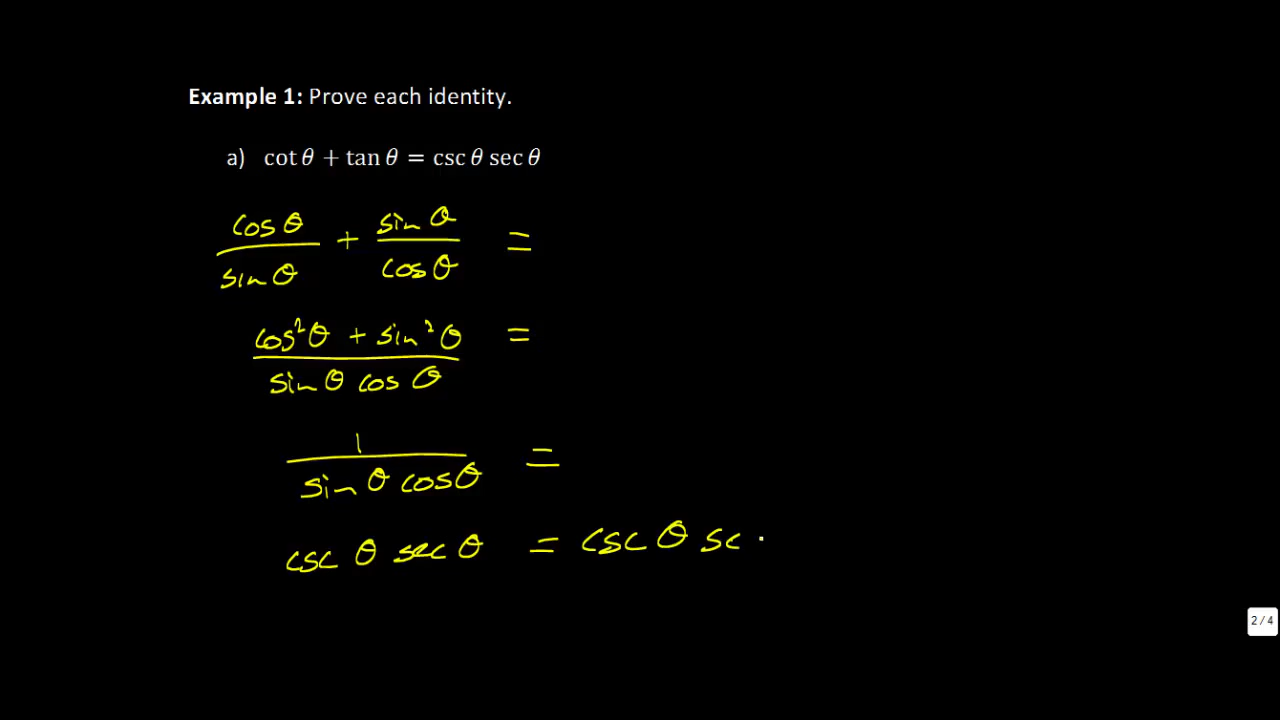 Example 1: Prove each identity.
a) cot θ + tan θ = csc θ sec θ
cos θ / sin θ + sin θ / cos θ =
cos²θ + sin²θ / sin θ cos θ =
1 / sin θ cos θ =
csc θ sec θ = csc θ sc
2 / 4